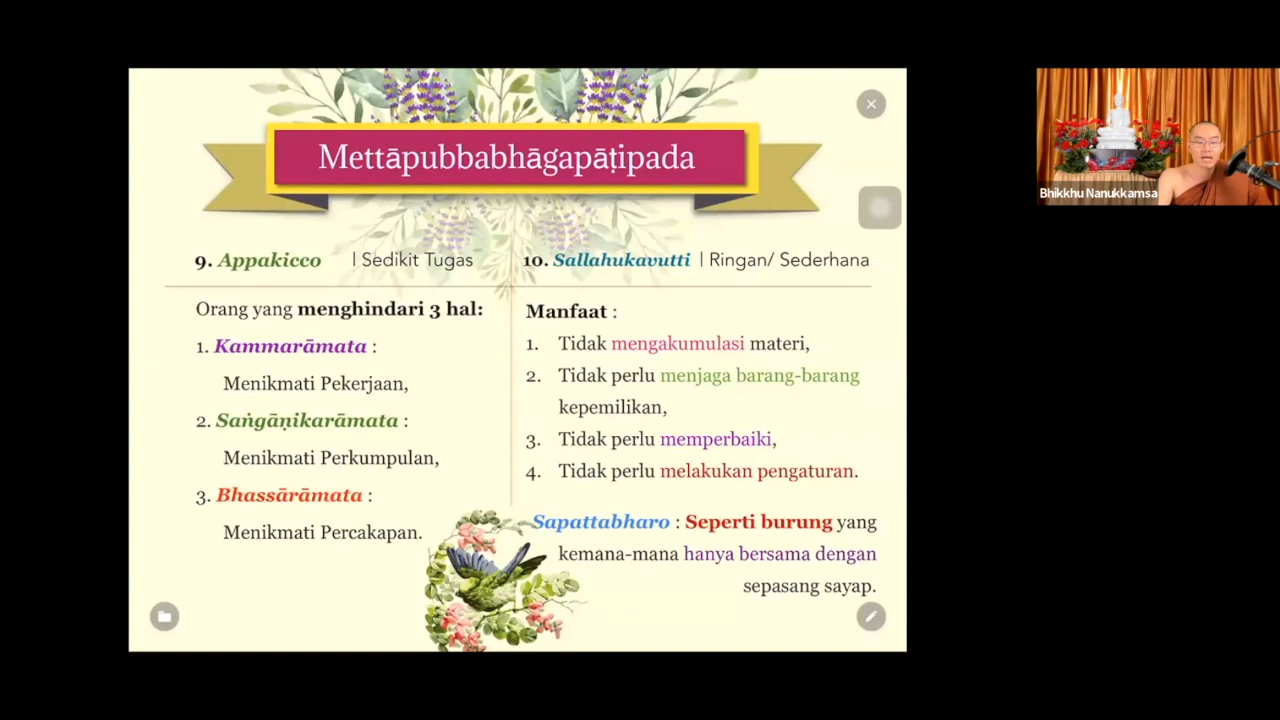 Mettāpubbabhāgapāṭipada
9. Appakicco | Sedikit Tugas
Orang yang menghindari 3 hal:
1. Kammarāmata :
Menikmati Pekerjaan,
2. Saṅgāṇikarāmata :
Menikmati Perkumpulan,
3. Bhassārāmata :
Menikmati Percakapan.
10. Sallahukavutti | Ringan/ Sederhana
Manfaat :
1. Tidak mengakumulasi materi,
2. Tidak perlu menjaga barang-barang
kepemilikan,
3. Tidak perlu memperbaiki,
4. Tidak perlu melakukan pengaturan.
Sapattabharo : Seperti burung yang
kemana-mana hanya bersama dengan
sepasang sayap.
Bhikkhu Nanukkamsa